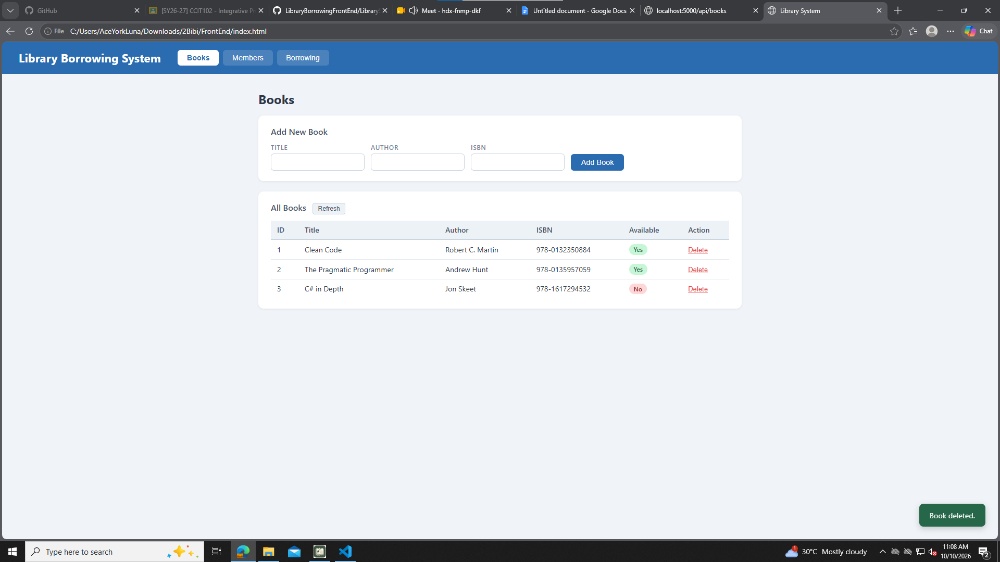 GitHub
[SY26-27] CCIT102 - Integrative Pr
LibraryBorrowingFrontEnd/Library
Meet - hdx-fnmp-dkf
Untitled document - Google Docs
localhost:5000/api/books
Library System
File C:/Users/AceYorkLuna/Downloads/2Bibi/FrontEnd/index.html
Chat
Library Borrowing System
Books
Members
Borrowing
Books
Add New Book
TITLE
AUTHOR
ISBN
Add Book
All Books
Refresh
ID Title Author ISBN Available Action
1 Clean Code Robert C. Martin 978-0132350884 Yes Delete
2 The Pragmatic Programmer Andrew Hunt 978-0135957059 Yes Delete
3 C# in Depth Jon Skeet 978-1617294532 No Delete
Book deleted.
Type here to search
1
30°C Mostly cloudy
11:08 AM
10/10/2026
2